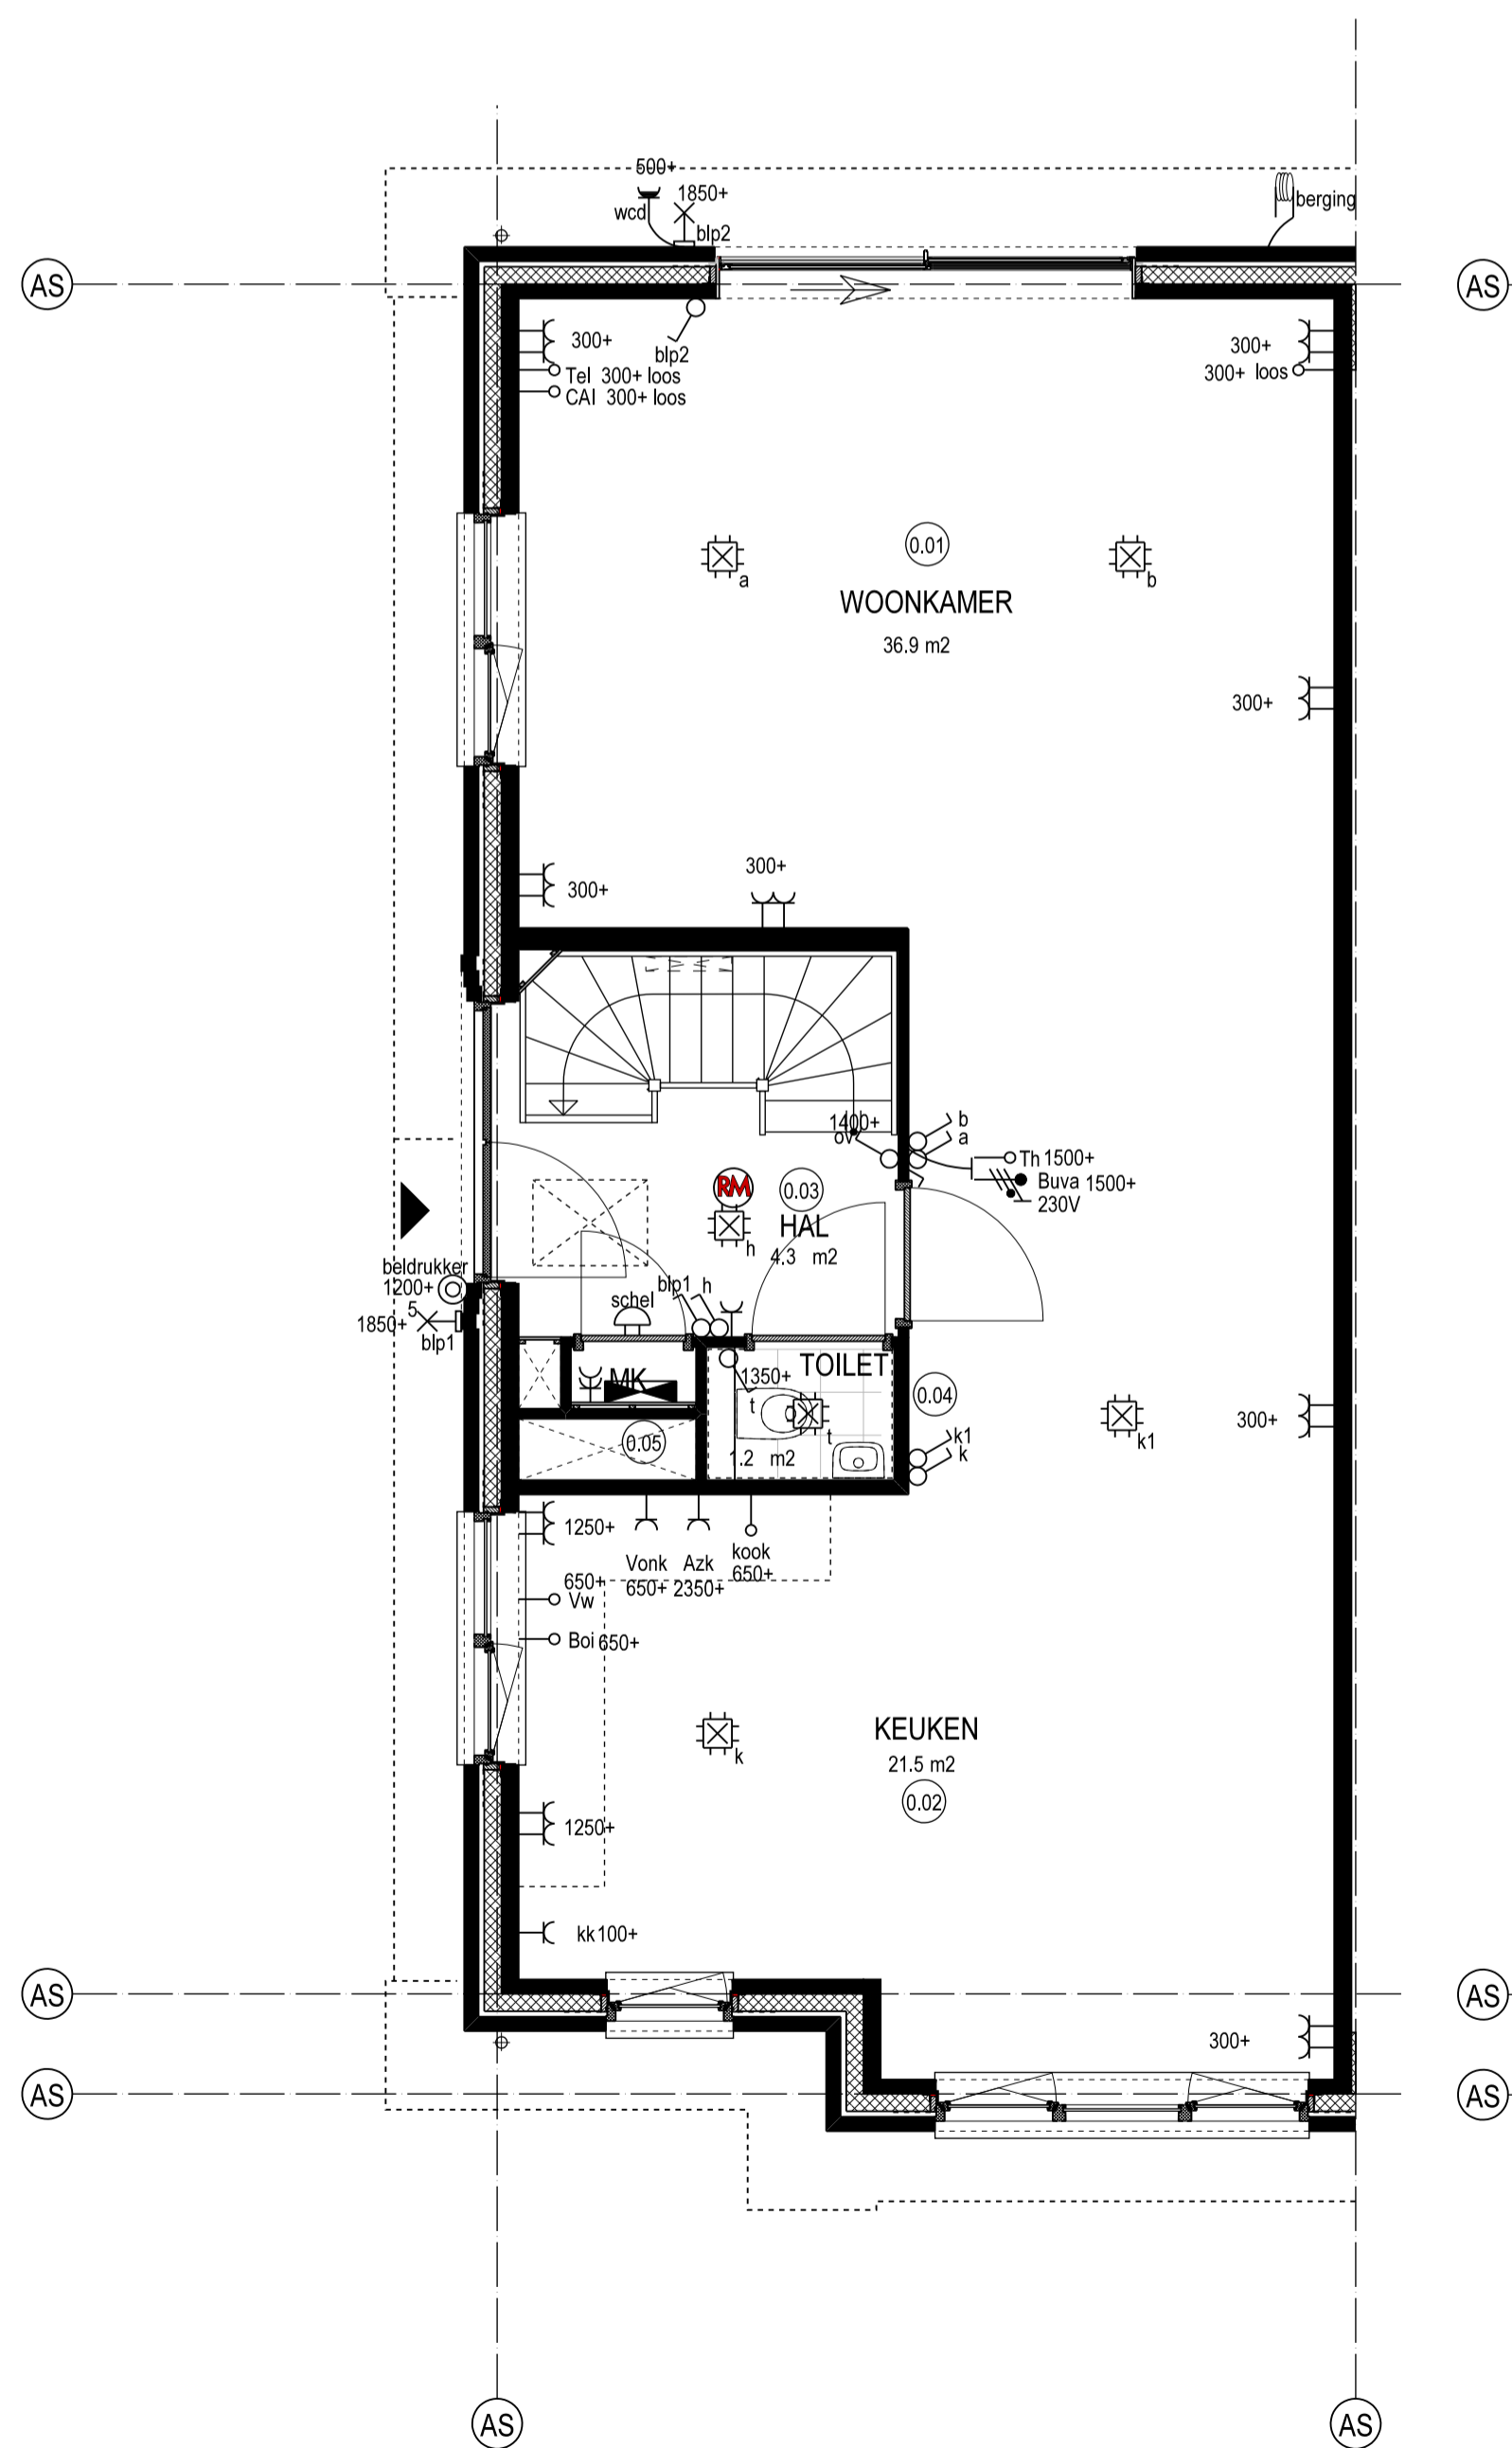 500+
1850+
wcd
blp2
berging
AS
AS
300+
blp2
Tel 300+ loos
CAI 300+ loos
300+
300+ loos
0.01
a
b
WOONKAMER
36.9 m2
300+
300+
300+
1400+
b
a
Th 1500+
Buva 1500+
230V
RM
0.03
HAL
h
4.3 m2
beldrukker
1200+
5
1850+
blp1
schel
blp1 h
MK
TOILET
1350+
t
t
0.04
1.2 m2
0.05
k1
k1
k
300+
1250+
Vonk
650+
Azk
2350+
kook
650+
650+
Vw
Boi 650+
KEUKEN
21.5 m2
0.02
k
1250+
kk 100+
AS
AS
300+
AS
AS
AS
AS